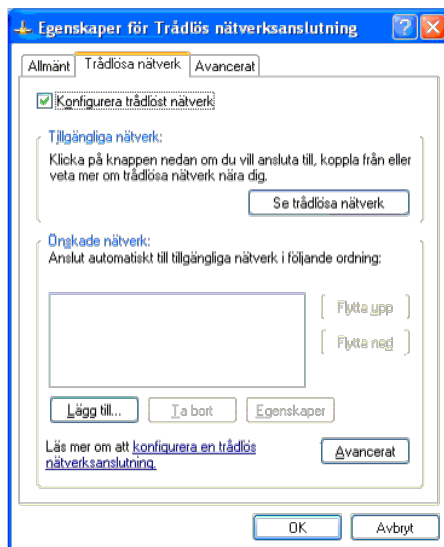 Egenskaper för Trådlös nätverksanslutning
Allmänt Trådlösa nätverk Avancerat
Konfigurera trådlöst nätverk
Tillgängliga nätverk:
Klicka på knappen nedan om du vill ansluta till, koppla från eller
veta mer om trådlösa nätverk nära dig.
Se trådlösa nätverk
Önskade nätverk:
Anslut automatiskt till tillgängliga nätverk i följande ordning:
Flytta upp
Flytta ned
Lägg till... Ta bort Egenskaper
Läs mer om att konfigurera en trådlös
nätverksanslutning.
Avancerat
OK Avbryt